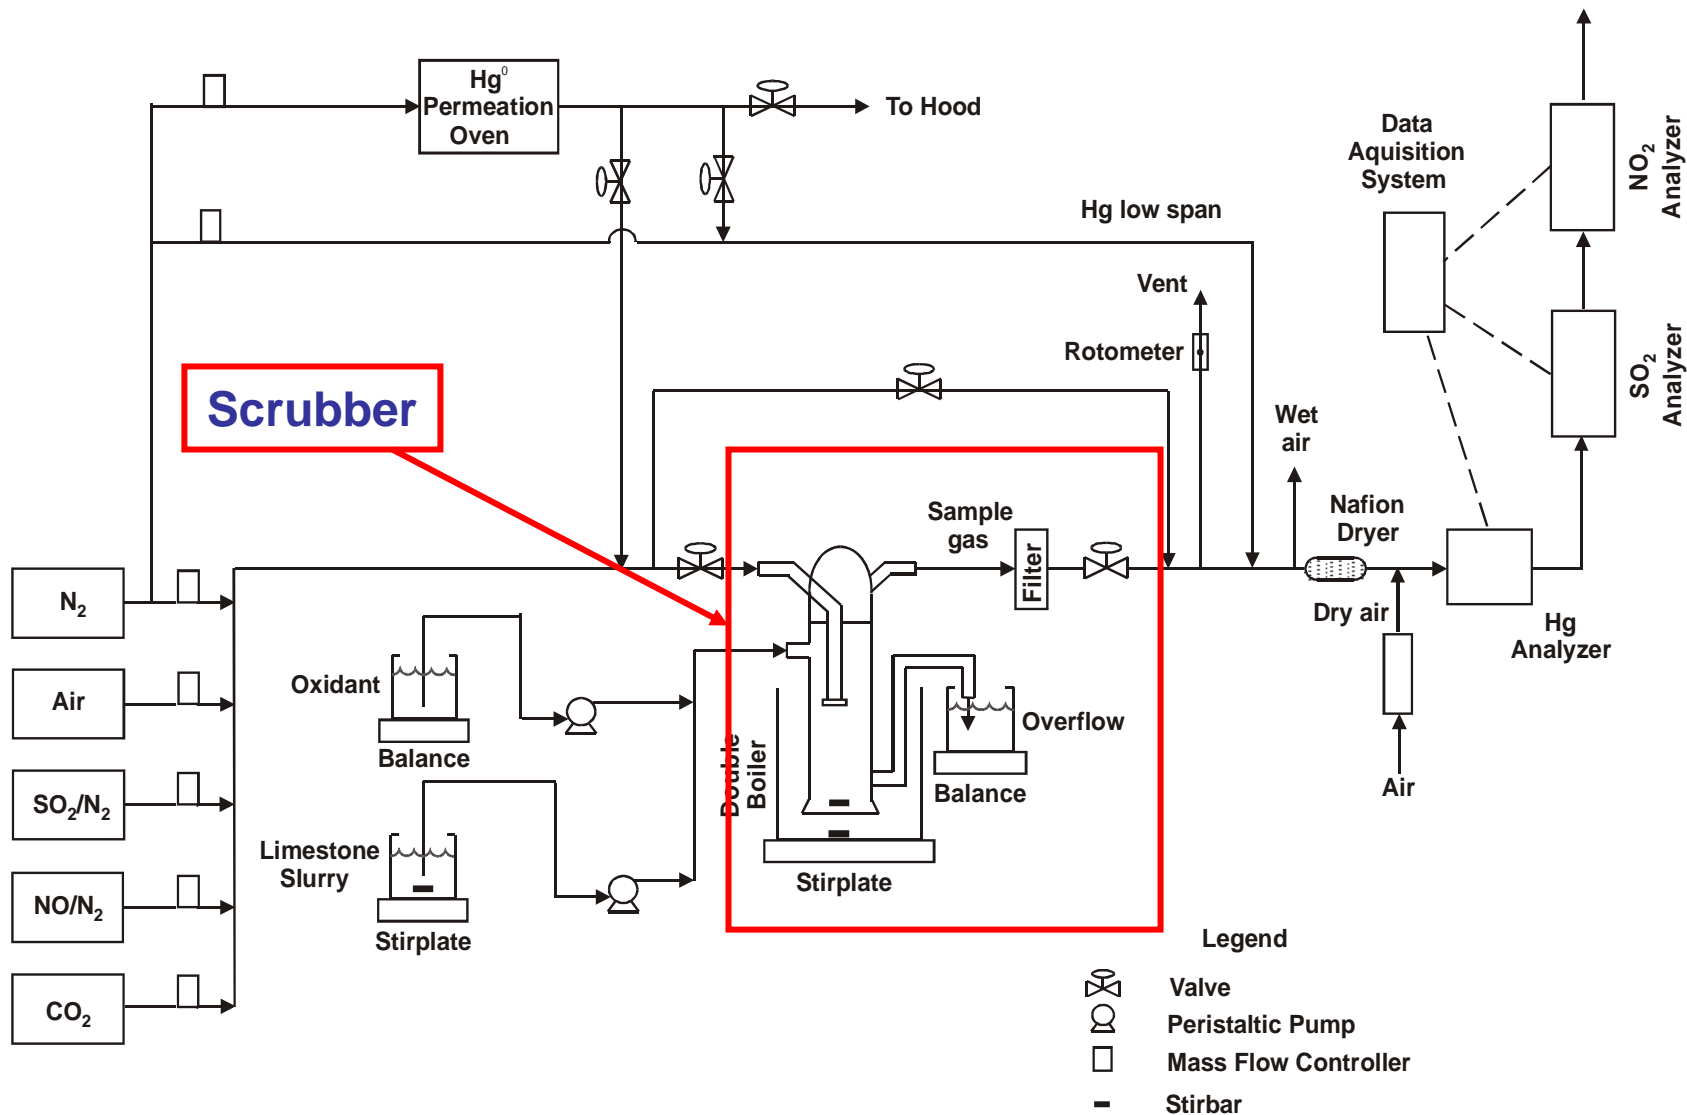 Hg⁰
Permeation
Oven
To Hood
Data
Aquisition
System
NO₂
Analyzer
Hg low span
Vent
Rotometer
SO₂
Analyzer
Scrubber
Wet
air
Sample
gas
Filter
Nafion
Dryer
N₂
Dry air
Hg
Analyzer
Air
Oxidant
Balance
Double
Boiler
Overflow
Balance
Air
SO₂/N₂
Limestone
Slurry
Stirplate
Stirplate
NO/N₂
CO₂
Legend
Valve
Peristaltic Pump
Mass Flow Controller
Stirbar